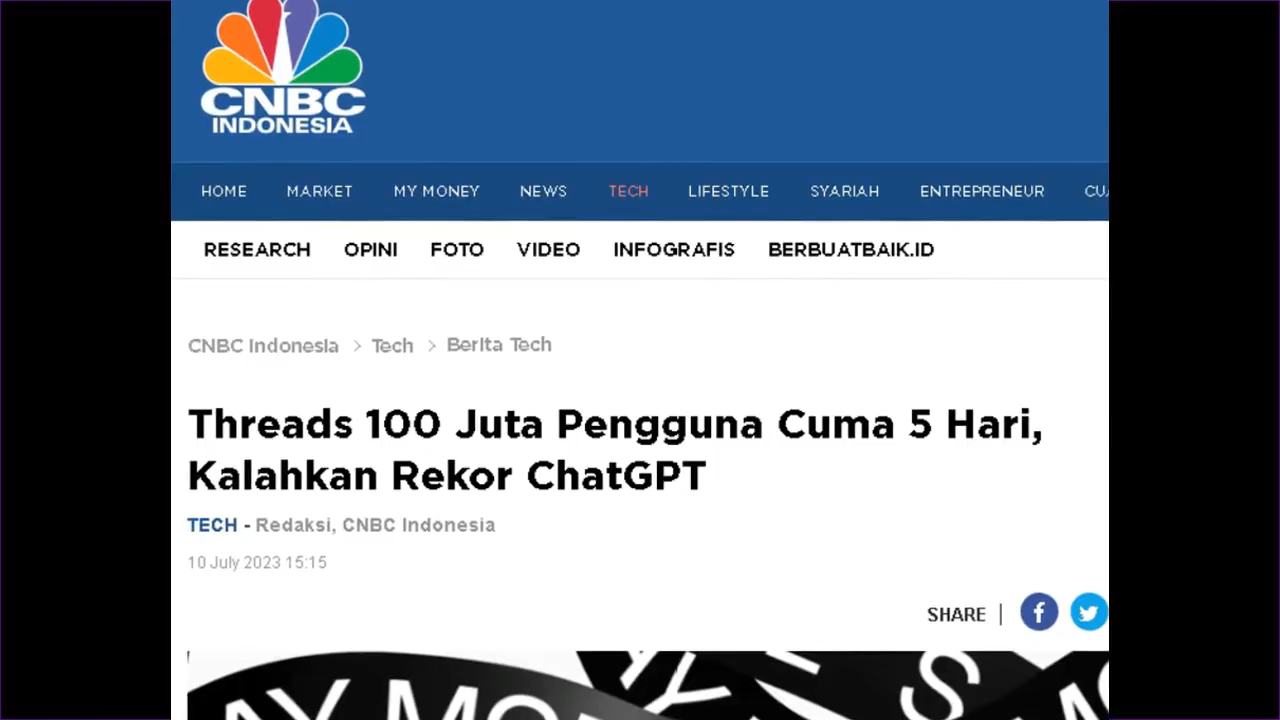 CNBC
INDONESIA
HOME MARKET MY MONEY NEWS TECH LIFESTYLE SYARIAH ENTREPRENEUR
RESEARCH OPINI FOTO VIDEO INFOGRAFIS BERBUATBAIK.ID
CNBC Indonesia > Tech > Berita Tech
Threads 100 Juta Pengguna Cuma 5 Hari,
Kalahkan Rekor ChatGPT
TECH - Redaksi, CNBC Indonesia
10 July 2023 15:15
SHARE |